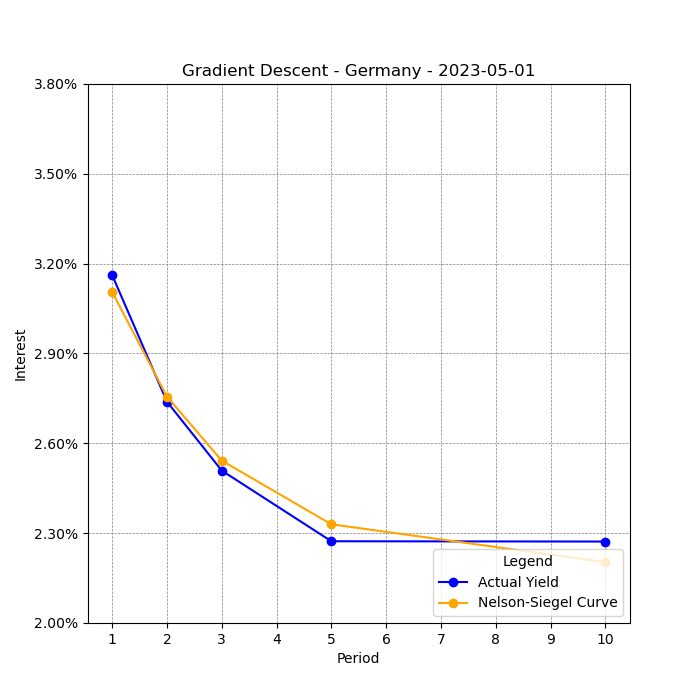 Gradient Descent - Germany - 2023-05-01
3.80%
3.50%
3.20%
2.90%
2.60%
2.30%
2.00%
Interest
1 2 3 4 5 6 7 8 9 10
Period
Legend
Actual Yield
Nelson-Siegel Curve